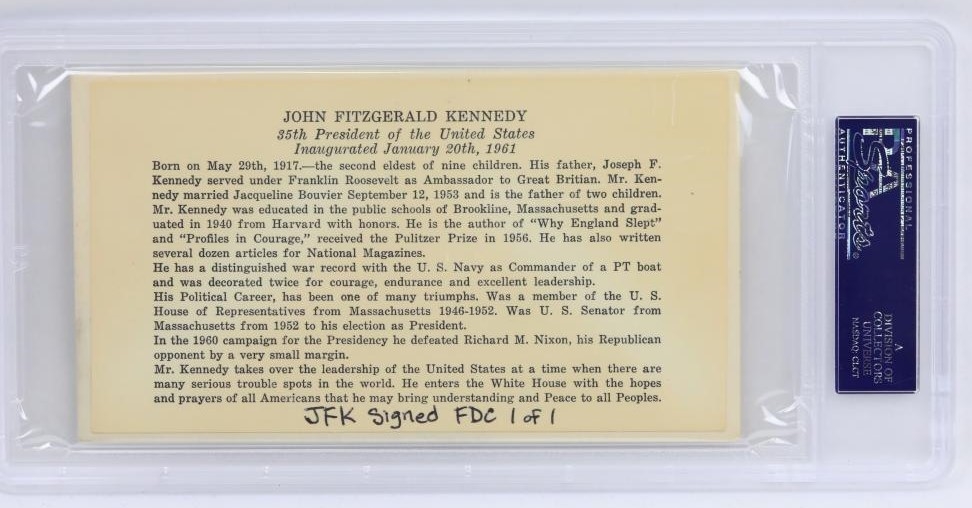 JOHN FITZGERALD KENNEDY
35th President of the United States
Inaugurated January 20th, 1961
Born on May 29th, 1917.—the second eldest of nine children. His father, Joseph F.
Kennedy served under Franklin Roosevelt as Ambassador to Great Britian. Mr. Ken-
nedy married Jacqueline Bouvier September 12, 1953 and is the father of two children.
Mr. Kennedy was educated in the public schools of Brookline, Massachusetts and grad-
uated in 1940 from Harvard with honors. He is the author of "Why England Slept"
and "Profiles in Courage," received the Pulitzer Prize in 1956. He has also written
several dozen articles for National Magazines.
He has a distinguished war record with the U. S. Navy as Commander of a PT boat
and was decorated twice for courage, endurance and excellent leadership.
His Political Career, has been one of many triumphs. Was a member of the U. S.
House of Representatives from Massachusetts 1946-1952. Was U. S. Senator from
Massachusetts from 1952 to his election as President.
In the 1960 campaign for the Presidency he defeated Richard M. Nixon, his Republican
opponent by a very small margin.
Mr. Kennedy takes over the leadership of the United States at a time when there are
many serious trouble spots in the world. He enters the White House with the hopes
and prayers of all Americans that he may bring understanding and Peace to all Peoples.
JFK Signed FDC 1 of 1
PROFESSIONAL
PSA
Sports
AUTHENTICATOR
A
DIVISION OF
COLLECTORS
UNIVERSE
NASDAQ: CLCT